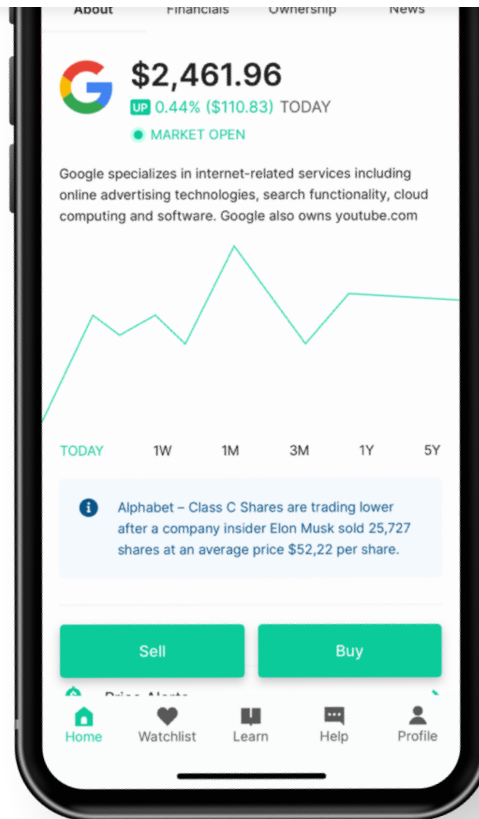 About Financials Ownership News
$2,461.96
UP 0.44% ($110.83) TODAY
MARKET OPEN
Google specializes in internet-related services including
online advertising technologies, search functionality, cloud
computing and software. Google also owns youtube.com
TODAY 1W 1M 3M 1Y 5Y
Alphabet – Class C Shares are trading lower
after a company insider Elon Musk sold 25,727
shares at an average price $52,22 per share.
Sell Buy
Price Alerts
Home Watchlist Learn Help Profile